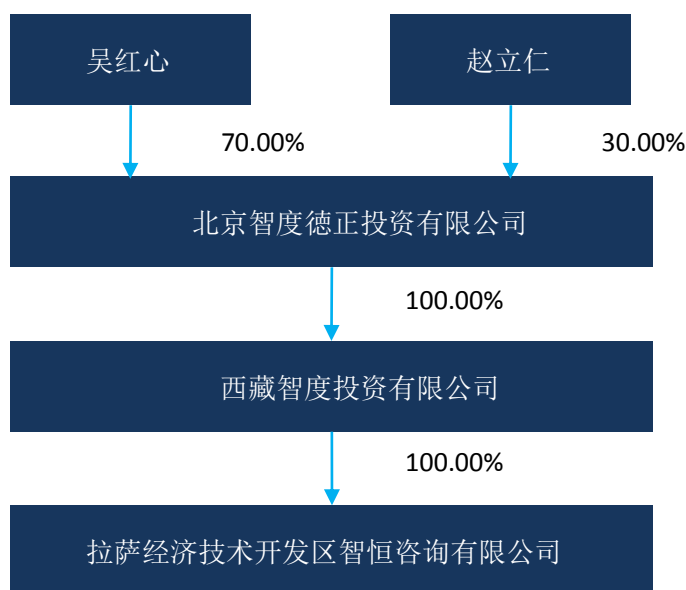 吴红心
赵立仁
70.00%
30.00%
北京智度德正投资有限公司
100.00%
西藏智度投资有限公司
100.00%
拉萨经济技术开发区智恒咨询有限公司